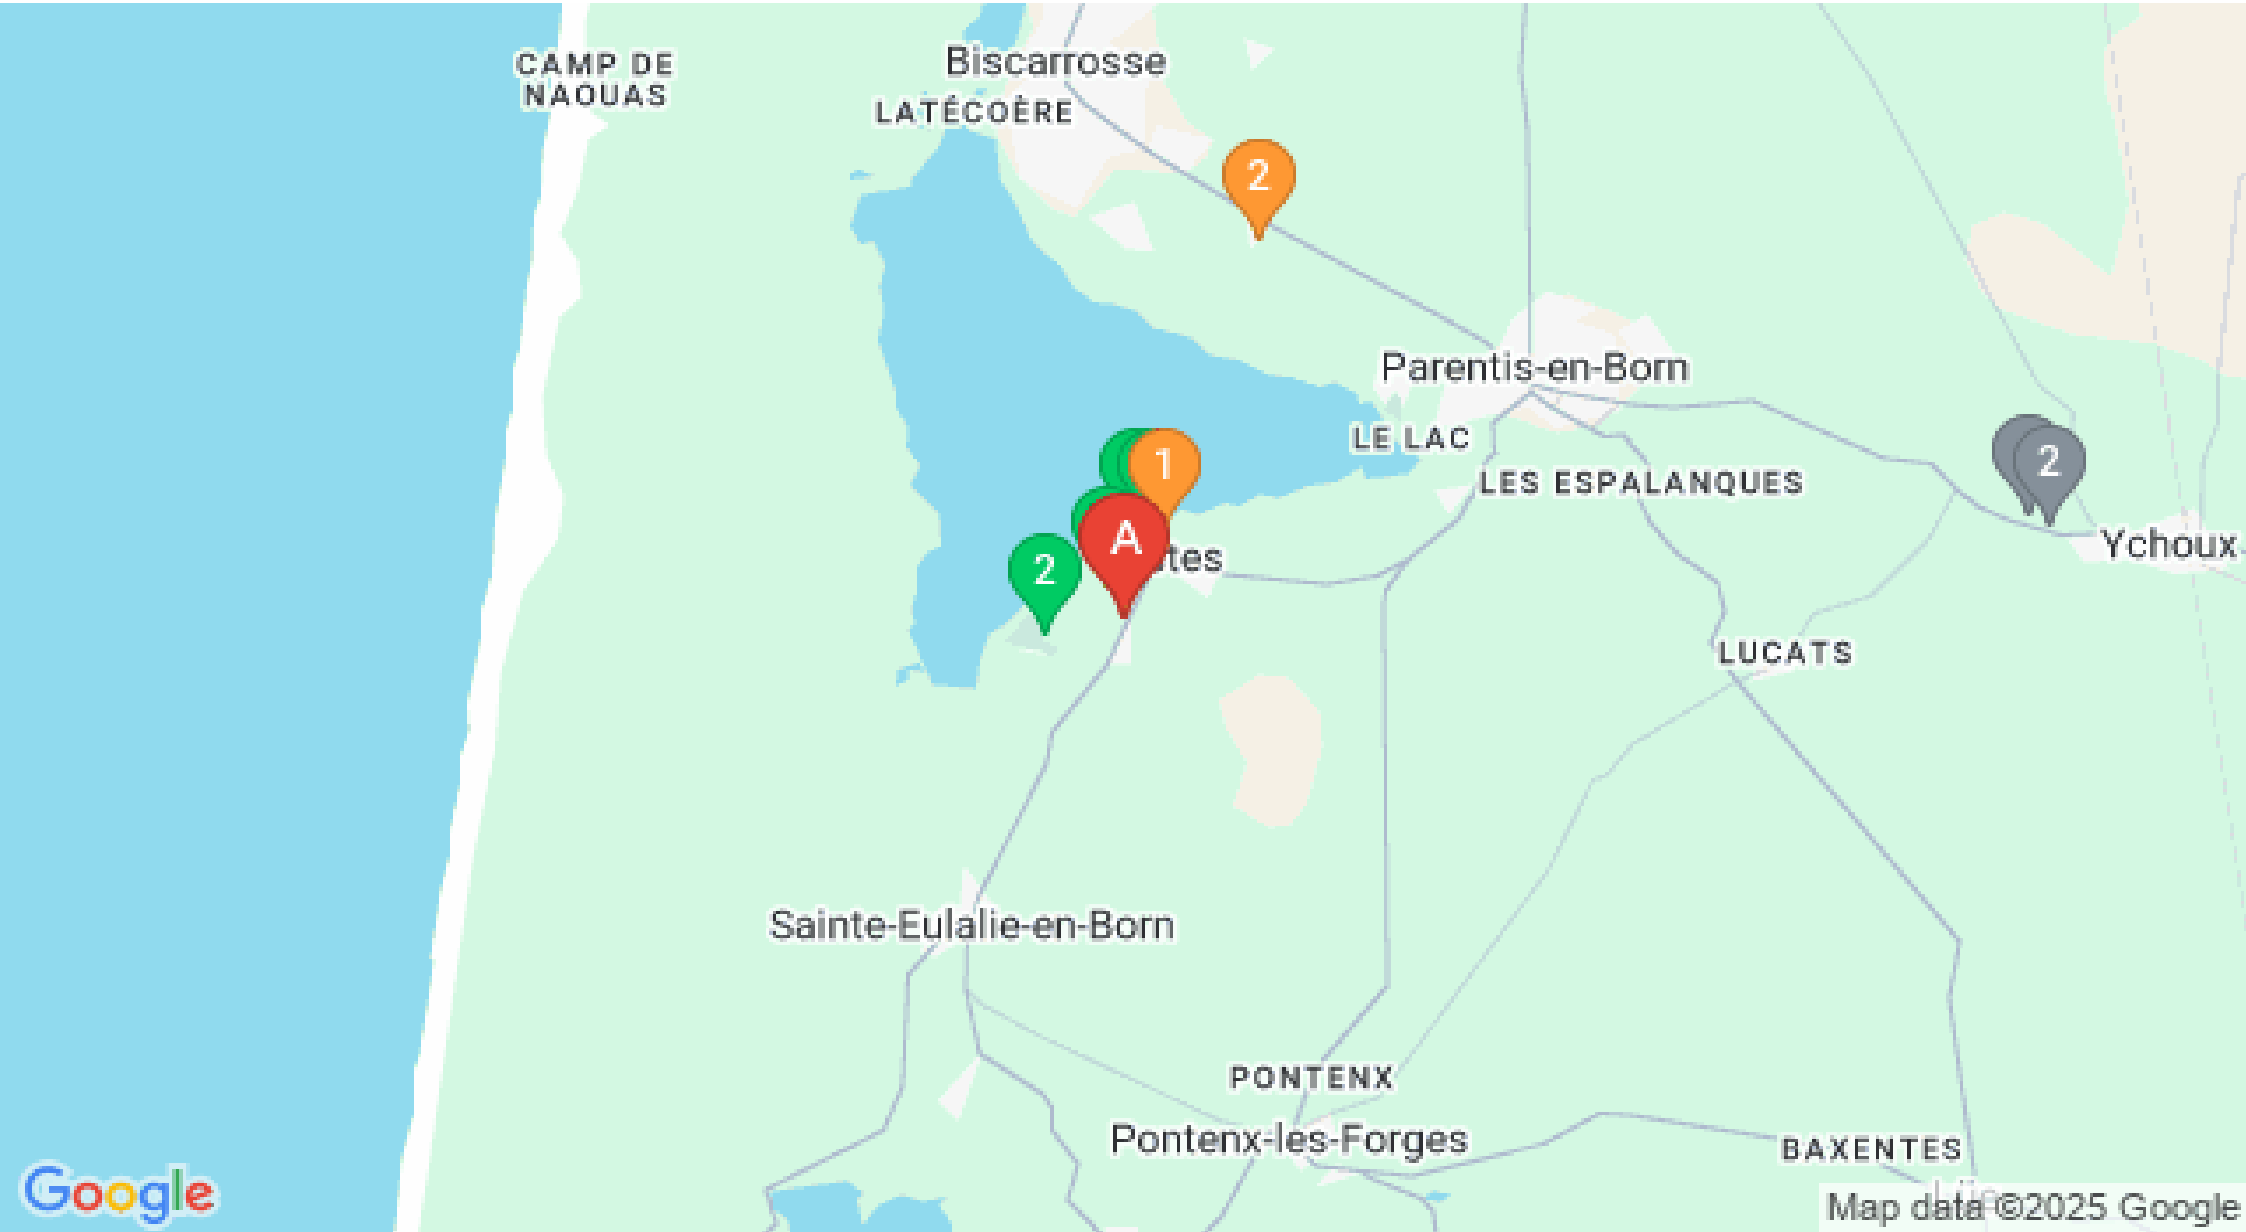 CAMP DE
NAOUAS
Biscarrosse
LATÉCOÈRE
2
Parentis-en-Born
LE LAC
1
LES ESPALANQUES
2
A
2
Ychoux
LUCATS
Sainte-Eulalie-en-Born
PONTENX
Pontenx-les-Forges
BAXENTES
Google
Map data ©2025 Google